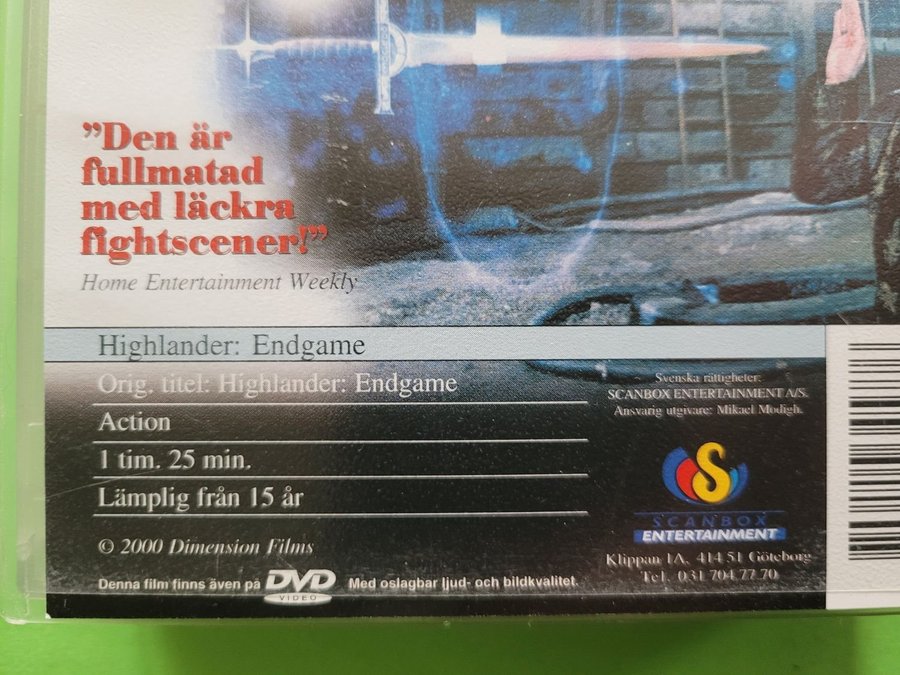 ”Den är
fullmatad
med läckra
fightscener!”
Home Entertainment Weekly
Highlander: Endgame
Orig. titel: Highlander: Endgame
Action
1 tim. 25 min.
Lämplig från 15 år
© 2000 Dimension Films
Denna film finns även på DVD VIDEO Med oslagbar ljud- och bildkvalitet.
Svenska rättigheter:
SCANBOX ENTERTAINMENT A/S.
Ansvarig utgivare: Mikael Modigh.
S
SCANBOX
ENTERTAINMENT
Klippan 1A, 414 51 Göteborg
Tel. 031 704 77 70